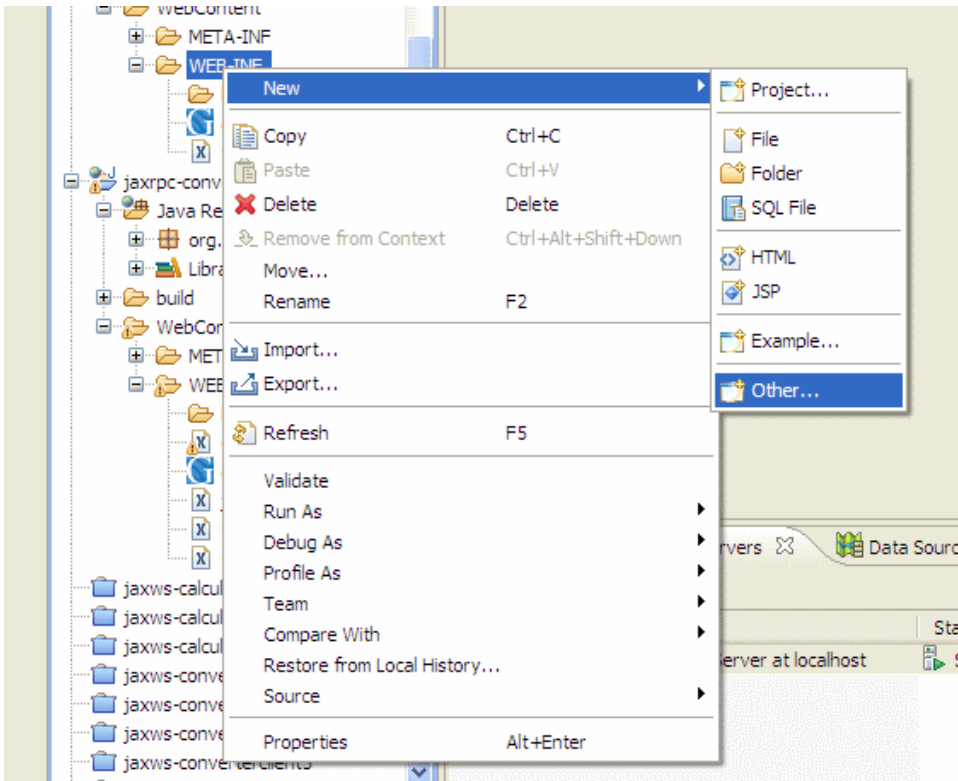 WebContent
META-INF
WEB-INF
New
Project...
Copy Ctrl+C
File
Paste Ctrl+V
Folder
jaxrpc-conv
Java Re
Delete Delete
SQL File
org.
Remove from Context Ctrl+Alt+Shift+Down
Libra
Move...
HTML
build
Rename F2
JSP
WebCon
Import...
Example...
MET
WEB
Export...
Other...
Refresh F5
Validate
Run As
Debug As
rvers
Data Sourc
Profile As
jaxws-calcul
Team
jaxws-calcul
Sta
Compare With
jaxws-calcul
Restore from Local History...
erver at localhost
jaxws-conve
Source
jaxws-conve
jaxws-conve
Properties Alt+Enter
jaxws-converterclient3